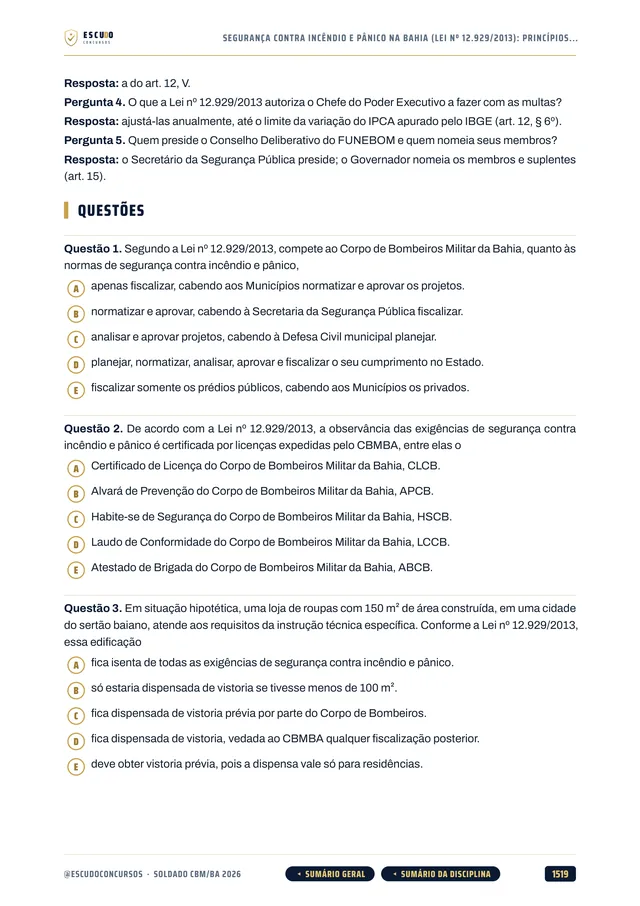 ESCUDO
CONCURSOS
SEGURANÇA CONTRA INCÊNDIO E PÂNICO NA BAHIA (LEI Nº 12.929/2013): PRINCÍPIOS...
Resposta: a do art. 12, V.
Pergunta 4. O que a Lei nº 12.929/2013 autoriza o Chefe do Poder Executivo a fazer com as multas?
Resposta: ajustá-las anualmente, até o limite da variação do IPCA apurado pelo IBGE (art. 12, § 6º).
Pergunta 5. Quem preside o Conselho Deliberativo do FUNEBOM e quem nomeia seus membros?
Resposta: o Secretário da Segurança Pública preside; o Governador nomeia os membros e suplentes
(art. 15).
QUESTÕES
Questão 1. Segundo a Lei nº 12.929/2013, compete ao Corpo de Bombeiros Militar da Bahia, quanto às
normas de segurança contra incêndio e pânico,
A apenas fiscalizar, cabendo aos Municípios normatizar e aprovar os projetos.
B normatizar e aprovar, cabendo à Secretaria da Segurança Pública fiscalizar.
C analisar e aprovar projetos, cabendo à Defesa Civil municipal planejar.
D planejar, normatizar, analisar, aprovar e fiscalizar o seu cumprimento no Estado.
E fiscalizar somente os prédios públicos, cabendo aos Municípios os privados.
Questão 2. De acordo com a Lei nº 12.929/2013, a observância das exigências de segurança contra
incêndio e pânico é certificada por licenças expedidas pelo CBMBA, entre elas o
A Certificado de Licença do Corpo de Bombeiros Militar da Bahia, CLCB.
B Alvará de Prevenção do Corpo de Bombeiros Militar da Bahia, APCB.
C Habite-se de Segurança do Corpo de Bombeiros Militar da Bahia, HSCB.
D Laudo de Conformidade do Corpo de Bombeiros Militar da Bahia, LCCB.
E Atestado de Brigada do Corpo de Bombeiros Militar da Bahia, ABCB.
Questão 3. Em situação hipotética, uma loja de roupas com 150 m² de área construída, em uma cidade
do sertão baiano, atende aos requisitos da instrução técnica específica. Conforme a Lei nº 12.929/2013,
essa edificação
A fica isenta de todas as exigências de segurança contra incêndio e pânico.
B só estaria dispensada de vistoria se tivesse menos de 100 m².
C fica dispensada de vistoria prévia por parte do Corpo de Bombeiros.
D fica dispensada de vistoria, vedada ao CBMBA qualquer fiscalização posterior.
E deve obter vistoria prévia, pois a dispensa vale só para residências.
@ESCUDOCONCURSOS · SOLDADO CBM/BA 2026
SUMÁRIO GERAL
SUMÁRIO DA DISCIPLINA
1519